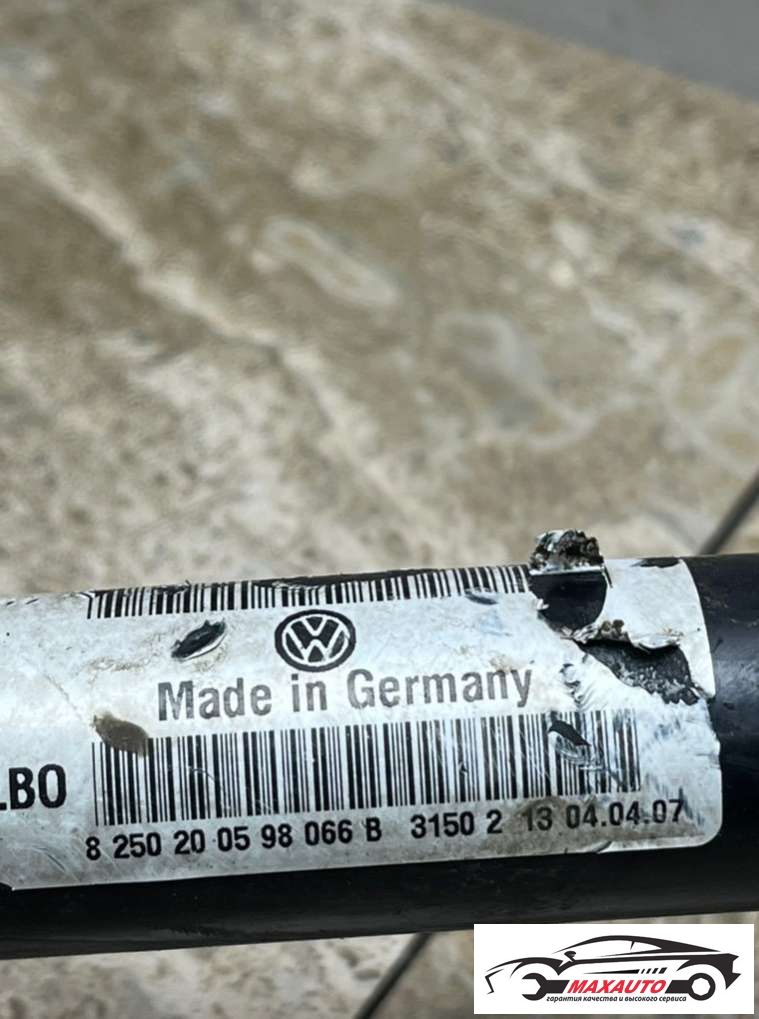 Made in Germany
.BO
8 250 20 05 98 066 B 3150 2 13 04.04.07
MAXAUTO
гарантия качества и высокого сервиса